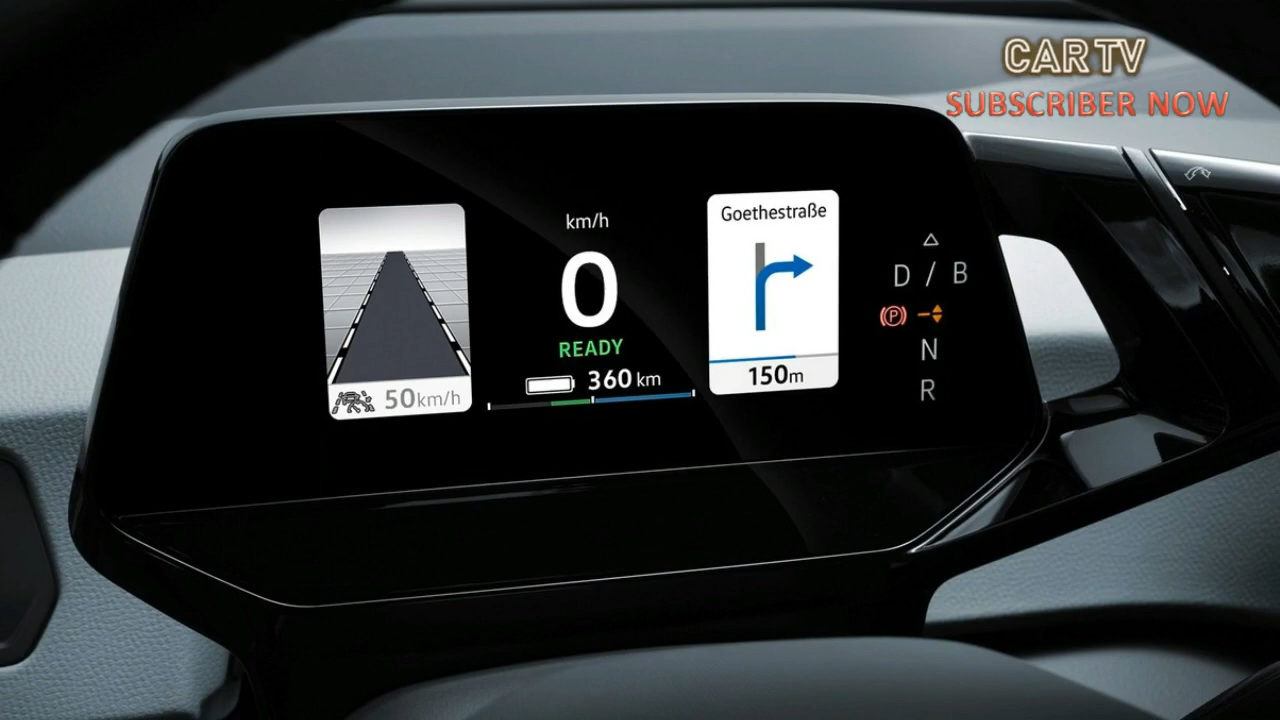 CAR TV
SUBSCRIBER NOW
km/h
0
READY
360 km
50km/h
Goethestraße
150m
D / B
P
N
R